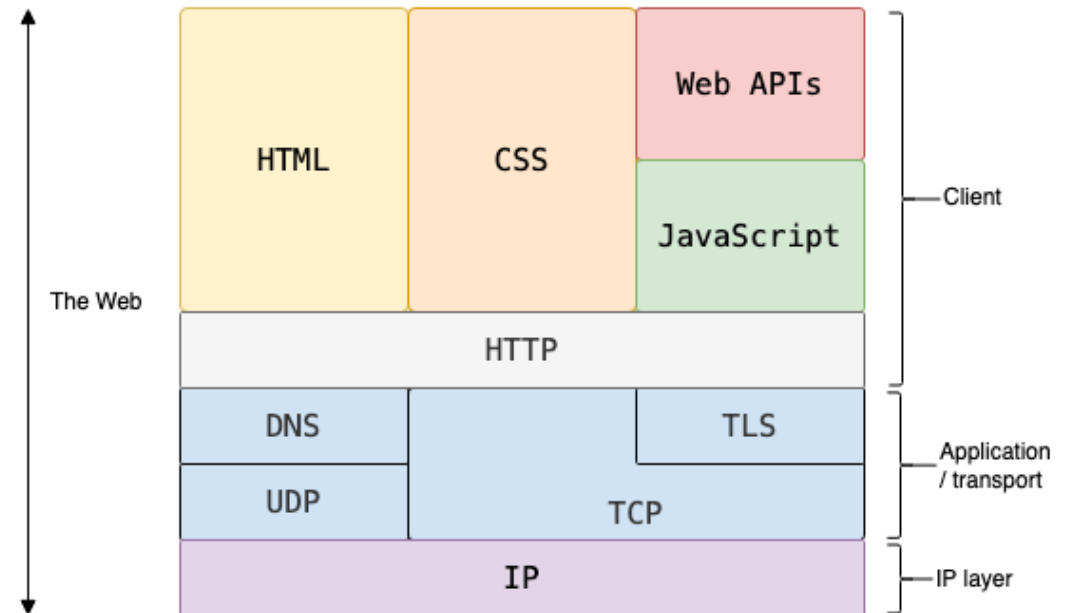 Web APIs
HTML
CSS
Client
JavaScript
The Web
HTTP
DNS
TLS
Application
/ transport
UDP
TCP
IP
IP layer